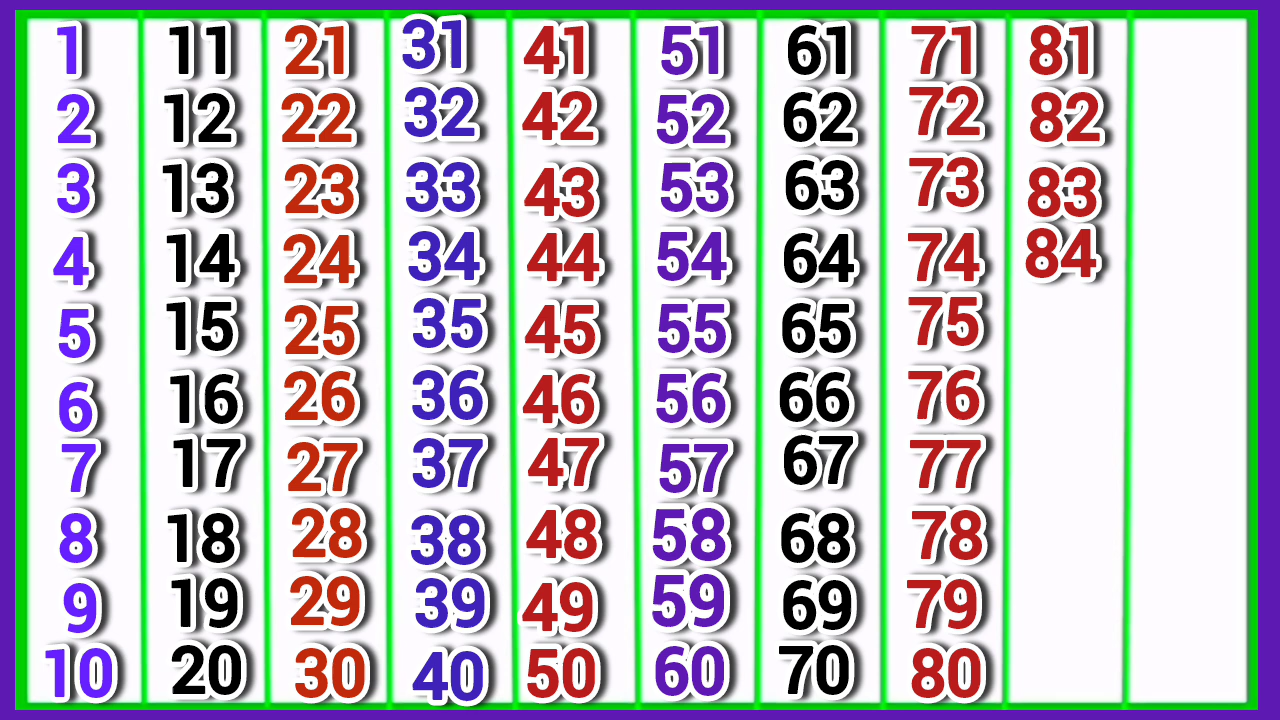 1 11 21 31 41 51 61 71 81
2 12 22 32 42 52 62 72 82
3 13 23 33 43 53 63 73 83
4 14 24 34 44 54 64 74 84
5 15 25 35 45 55 65 75
6 16 26 36 46 56 66 76
7 17 27 37 47 57 67 77
8 18 28 38 48 58 68 78
9 19 29 39 49 59 69 79
10 20 30 40 50 60 70 80